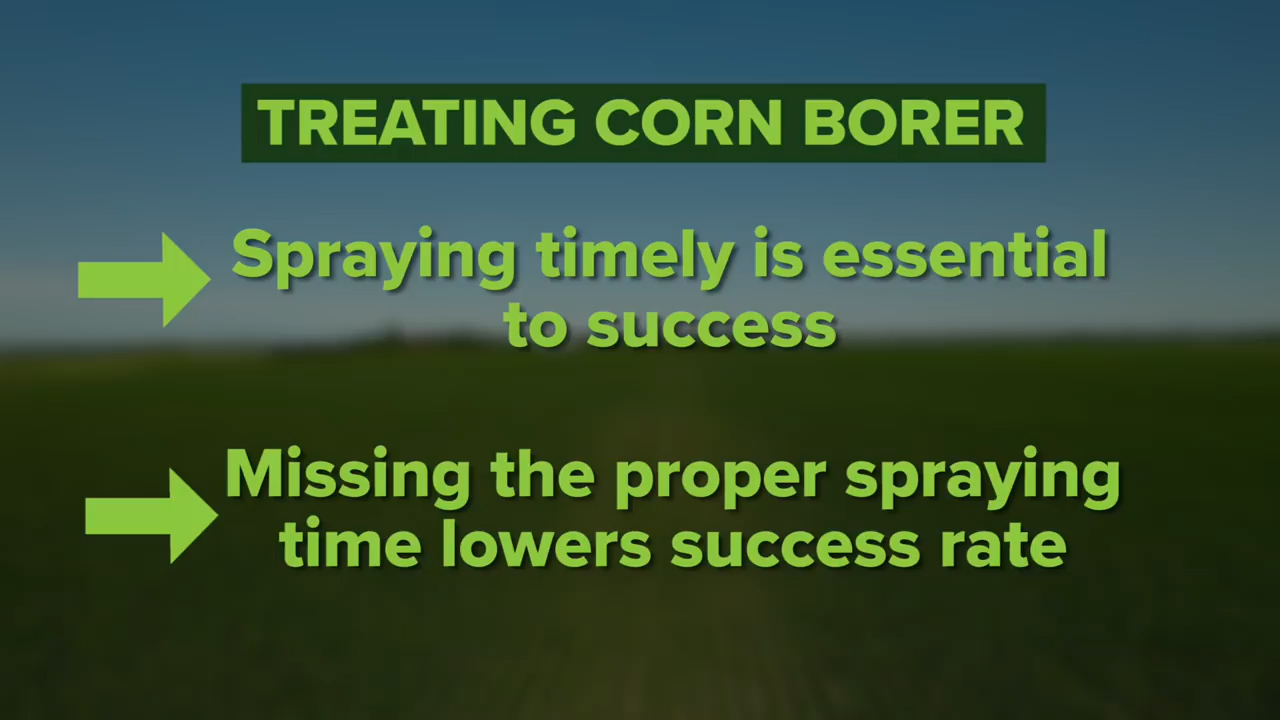 TREATING CORN BORER
Spraying timely is essential
to success
Missing the proper spraying
time lowers success rate